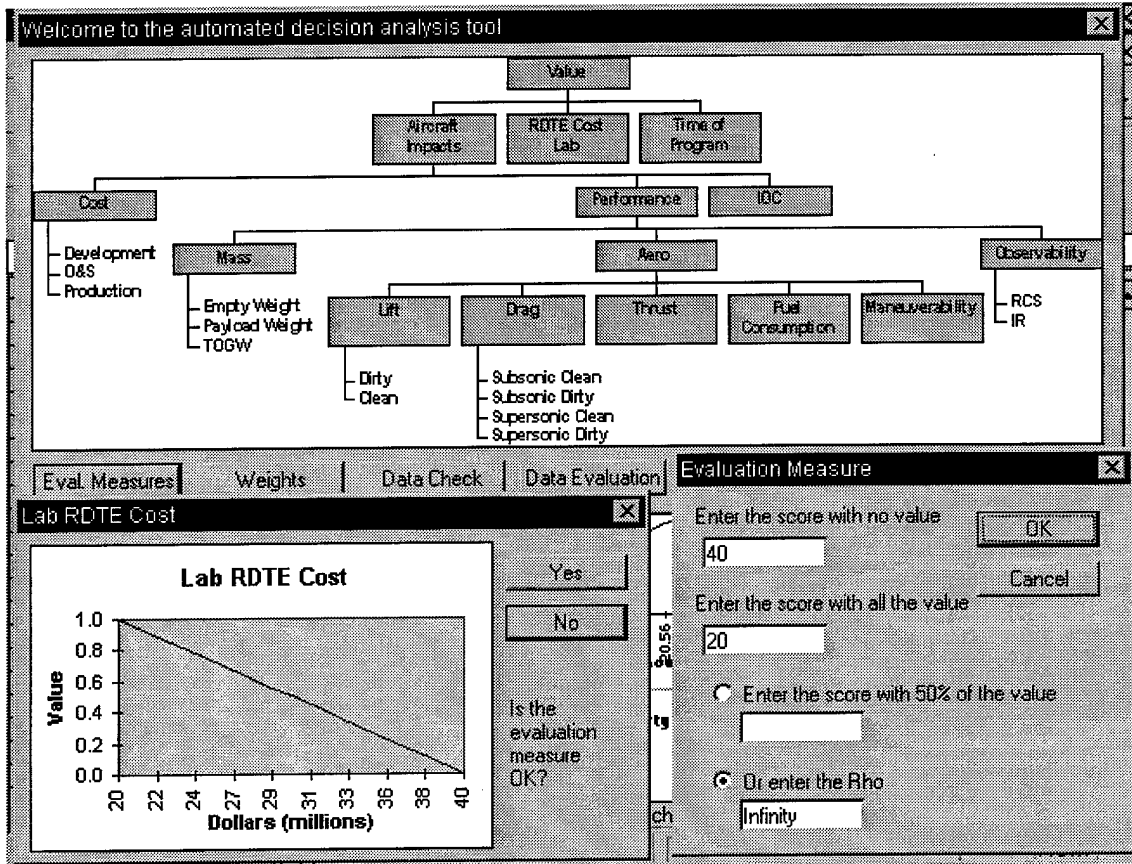 Welcome to the automated decision analysis tool
Value
Aircraft Impacts
RDTE Cost Lab
Time of Program
Cost
Performance
IOC
Development
O&S
Production
Mass
Aero
Observability
Empty Weight
Payload Weight
TOGW
Lift
Drag
Thrust
Fuel Consumption
Maneuverability
RCS
IR
Dirty
Clean
Subsonic Clean
Subsonic Dirty
Supersonic Clean
Supersonic Dirty
Eval. Measures
Weights
Data Check
Data Evaluation
Lab RDTE Cost
Lab RDTE Cost
Value
1.0
0.8
0.6
0.4
0.2
0.0
20 22 24 27 29 31 33 36 38 40
Dollars (millions)
Yes
No
Is the
evaluation
measure
OK?
20.56
Evaluation Measure
Enter the score with no value
40
OK
Cancel
Enter the score with all the value
20
Enter the score with 50% of the value
Or enter the Rho
Infinity